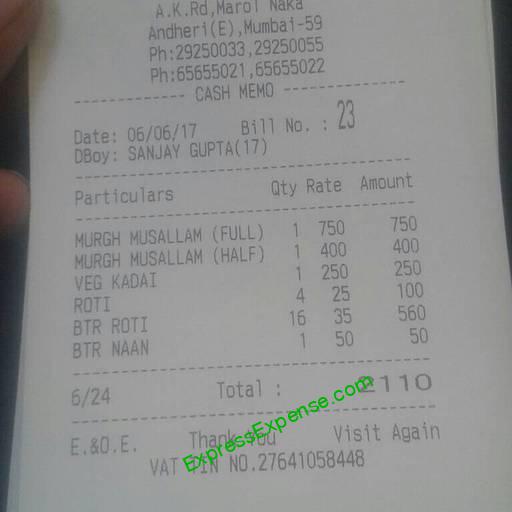 A.K.Rd,Marol Naka
Andheri(E),Mumbai-59
Ph:29250033,29250055
Ph:65655021,65655022
------------ CASH MEMO -------------
Date: 06/06/17 Bill No. : 23
DBoy: SANJAY GUPTA(17)
Particulars Qty Rate Amount
MURGH MUSALLAM (FULL) 1 750 750
MURGH MUSALLAM (HALF) 1 400 400
VEG KADAI 1 250 250
ROTI 4 25 100
BTR ROTI 16 35 560
BTR NAAN 1 50 50
6/24 Total : 2110
E.&O.E. Thank You Visit Again
VAT TIN NO.27641058448
ExpressExpense.com